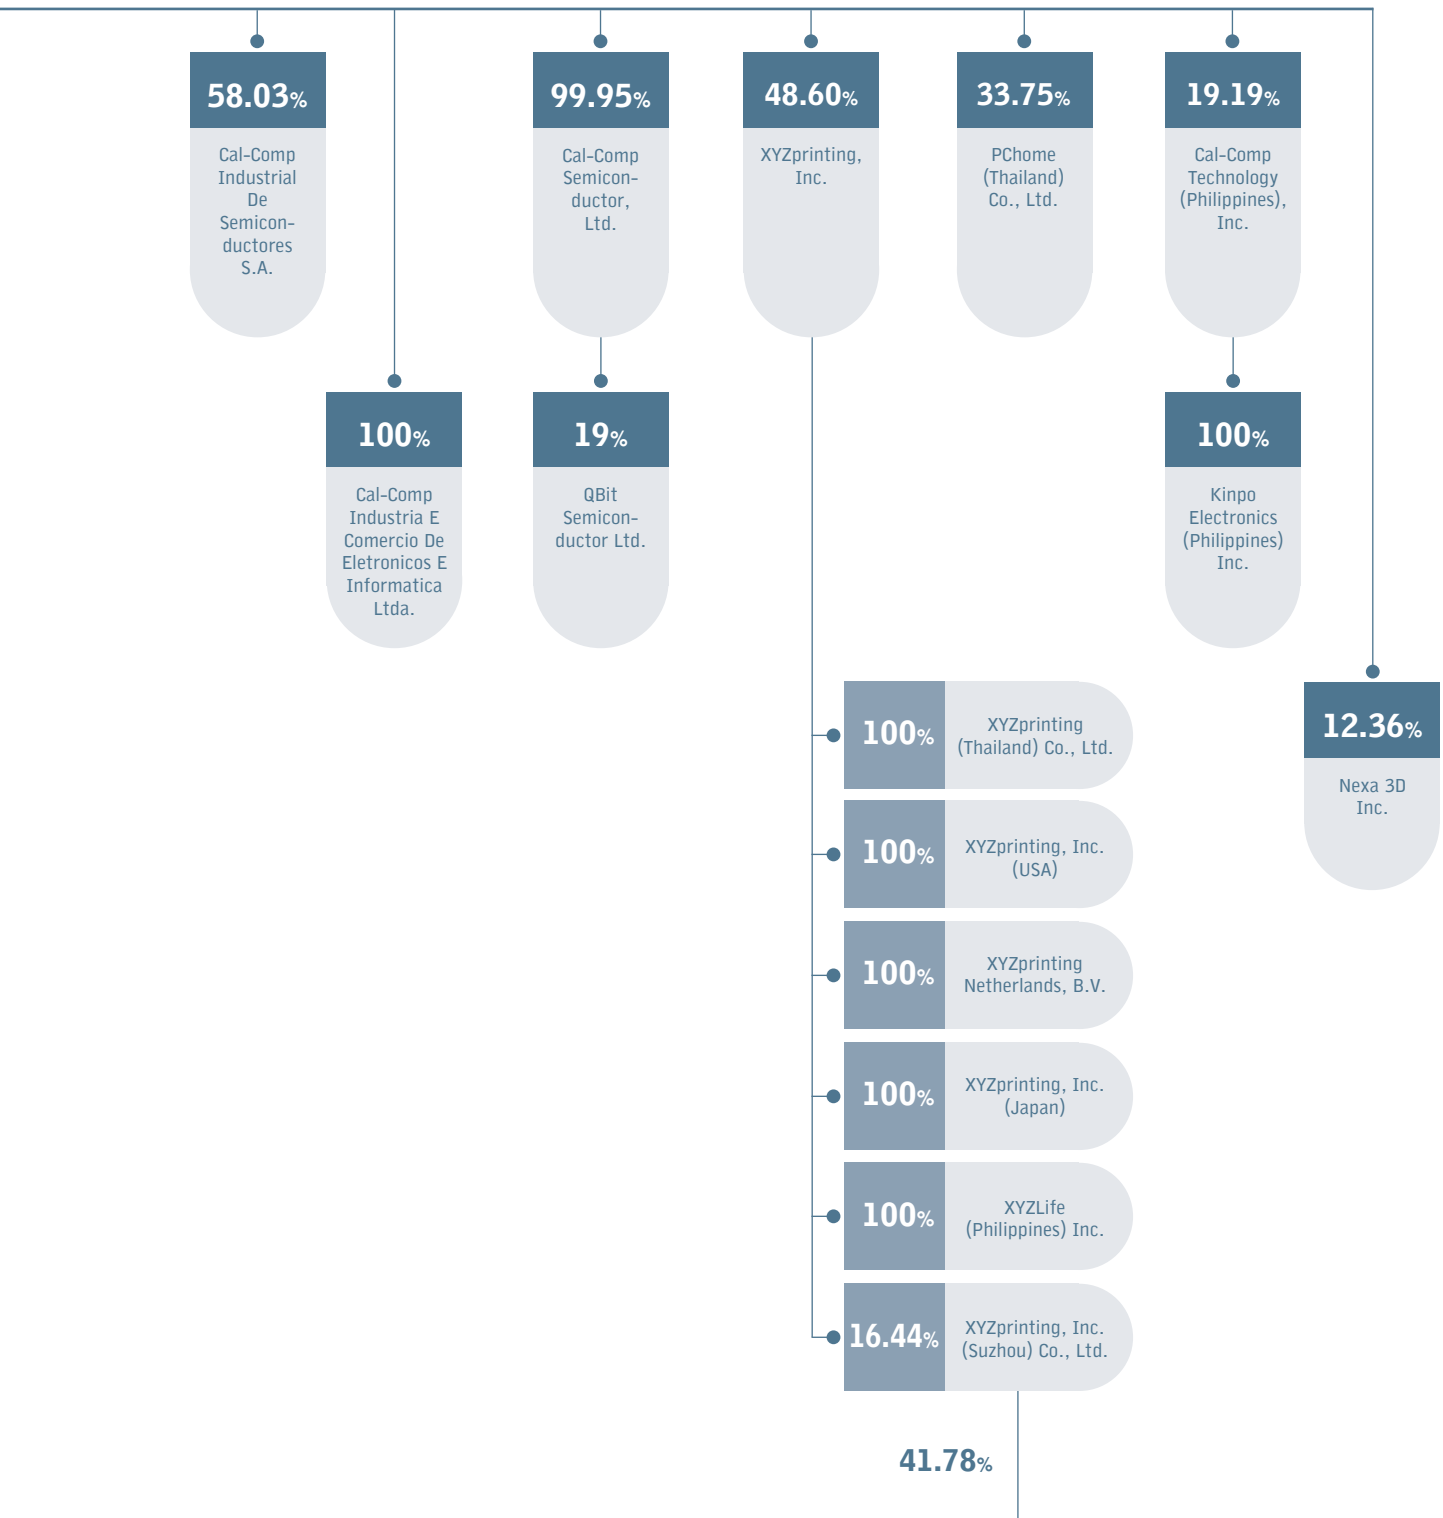 58.03%
Cal-Comp
Industrial
De
Semicon-
ductores
S.A.
99.95%
Cal-Comp
Semicon-
ductor,
Ltd.
48.60%
XYZprinting,
Inc.
33.75%
PChome
(Thailand)
Co., Ltd.
19.19%
Cal-Comp
Technology
(Philippines),
Inc.
100%
Cal-Comp
Industria E
Comercio De
Eletronicos E
Informatica
Ltda.
19%
QBit
Semicon-
ductor Ltd.
100%
Kinpo
Electronics
(Philippines)
Inc.
12.36%
Nexa 3D
Inc.
100%
XYZprinting
(Thailand) Co., Ltd.
100%
XYZprinting, Inc.
(USA)
100%
XYZprinting
Netherlands, B.V.
100%
XYZprinting, Inc.
(Japan)
100%
XYZLife
(Philippines) Inc.
16.44%
XYZprinting, Inc.
(Suzhou) Co., Ltd.
41.78%